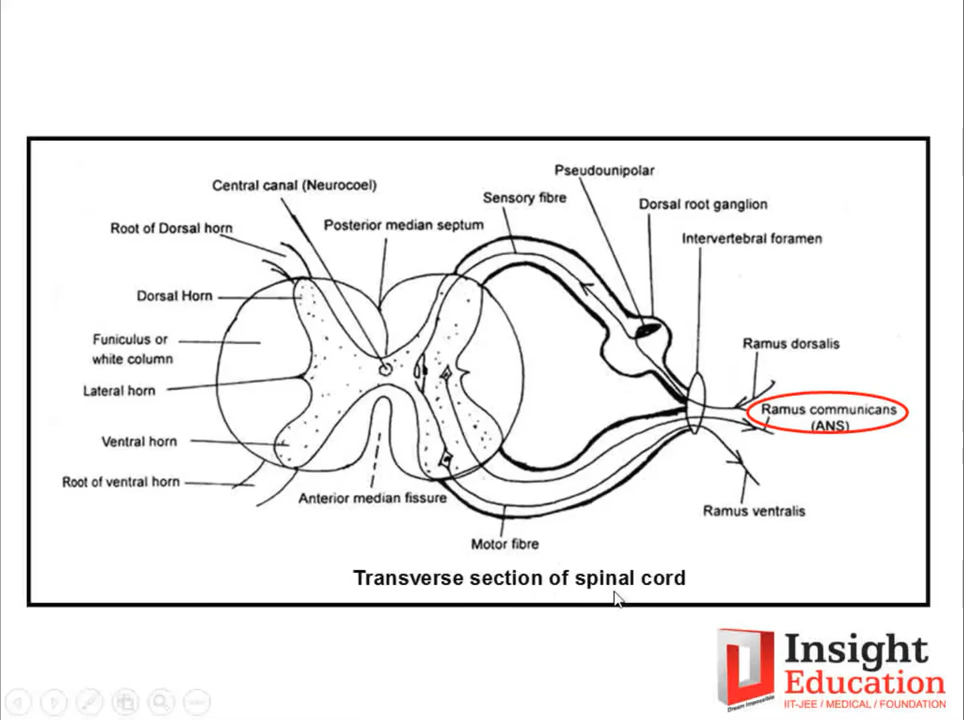 Pseudounipolar
Central canal (Neurocoel)
Sensory fibre
Dorsal root ganglion
Root of Dorsal horn
Posterior median septum
Intervertebral foramen
Dorsal Horn
Funiculus or
white column
Ramus dorsalis
Lateral horn
Ramus communicans
(ANS)
Ventral horn
Root of ventral horn
Anterior median fissure
Ramus ventralis
Motor fibre
Transverse section of spinal cord
Insight
Education
Dream Impossible
IIT-JEE / MEDICAL / FOUNDATION